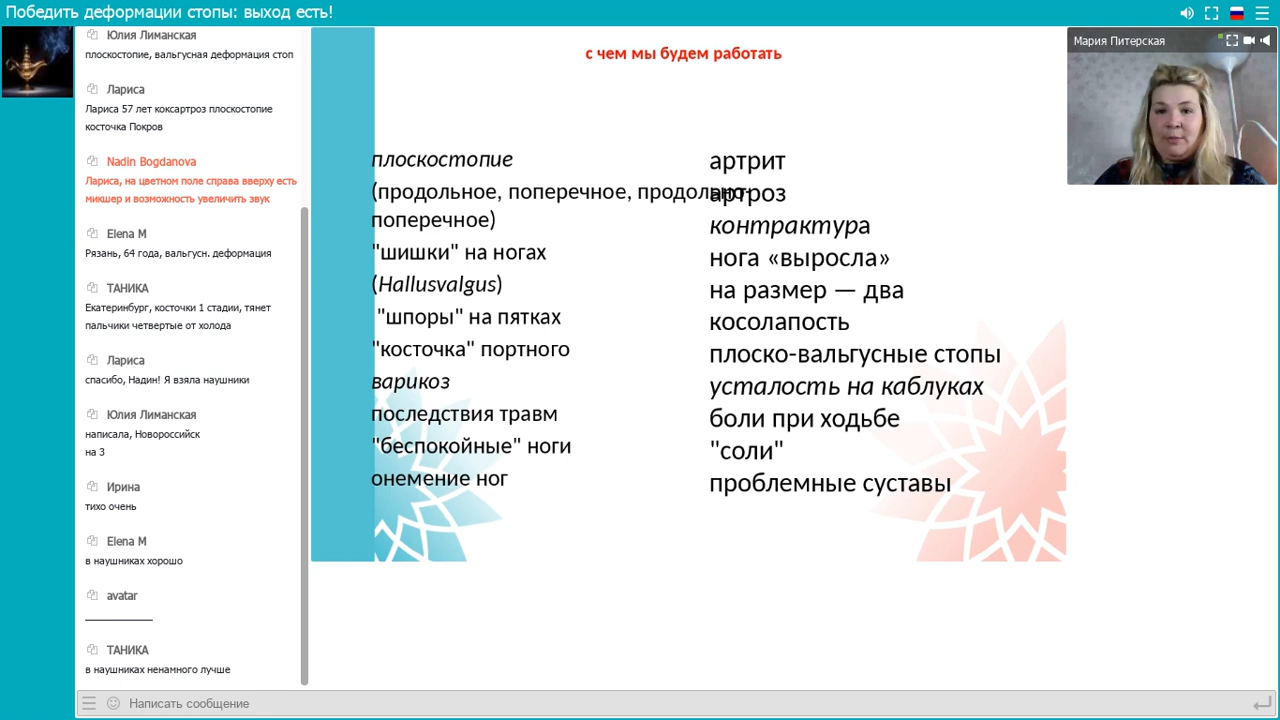 Победить деформации стопы: выход есть!
Юлия Лиманская
плоскостопие, вальгусная деформация стоп
Лариса
Лариса 57 лет коксартроз плоскостопие
косточка Покров
Nadin Bogdanova
Лариса, на цветном поле справа вверху есть
микшер и возможность увеличить звук
Elena M
Рязань, 64 года, вальгусн. деформация
ТАНИКА
Екатеринбург, косточки 1 стадии, тянет
пальчики четвертые от холода
Лариса
спасибо, Надин! Я взяла наушники
Юлия Лиманская
написала, Новороссийск
на 3
Ирина
тихо очень
Elena M
в наушниках хорошо
avatar
ТАНИКА
в наушниках ненамного лучше
Написать сообщение
с чем мы будем работать
плоскостопие
(продольное, поперечное, продольно-
поперечное)
"шишки" на ногах
(Hallusvalgus)
"шпоры" на пятках
"косточка" портного
варикоз
последствия травм
"беспокойные" ноги
онемение ног
артрит
артроз
контрактура
нога «выросла»
на размер — два
косолапость
плоско-вальгусные стопы
усталость на каблуках
боли при ходьбе
"соли"
проблемные суставы
Мария Питерская